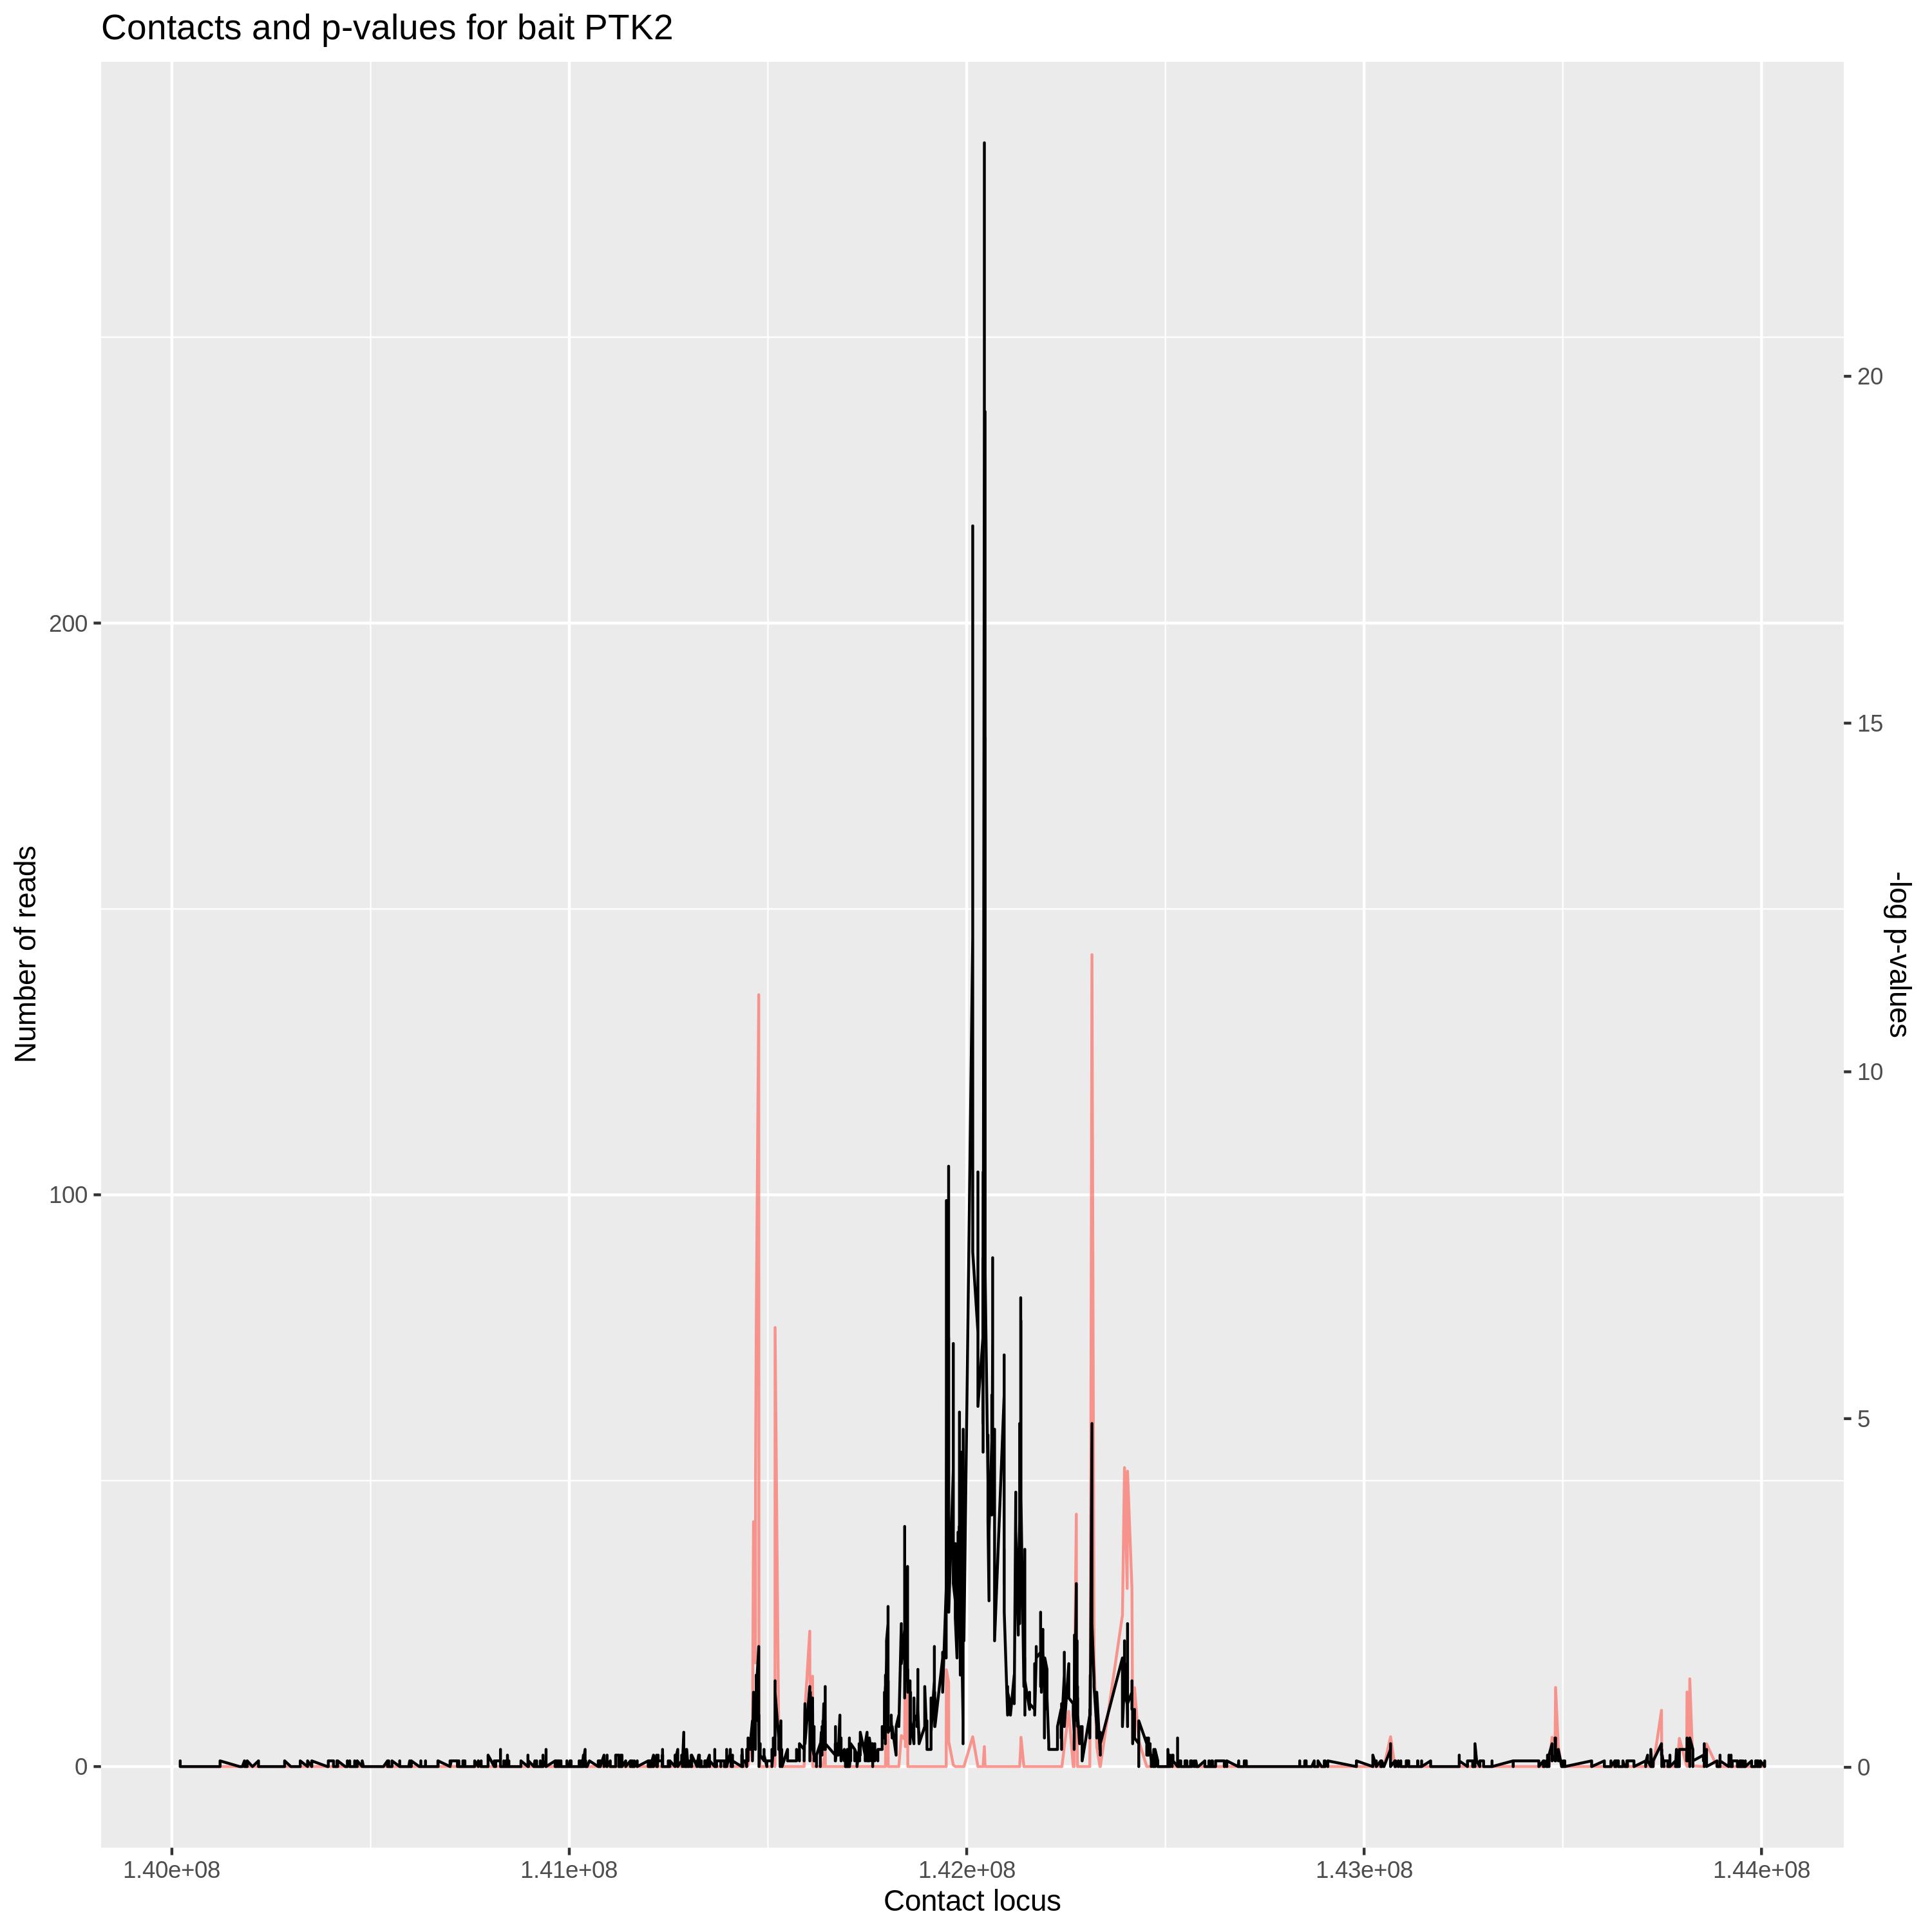 Contacts and p-values for bait PTK2
Number of reads
200
100
0
20
15
10
5
0
-log p-values
1.40e+08
1.41e+08
1.42e+08
1.43e+08
1.44e+08
Contact locus